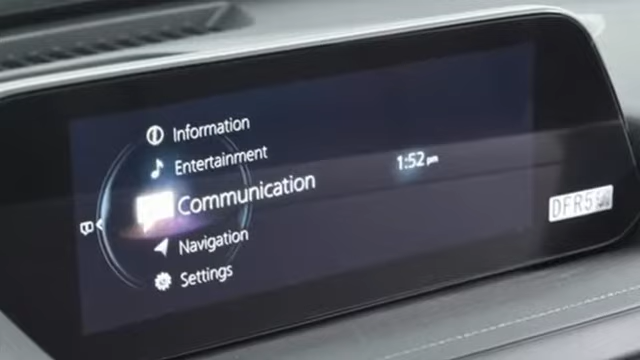 Information
Entertainment
Communication
1:52 pm
Navigation
Settings